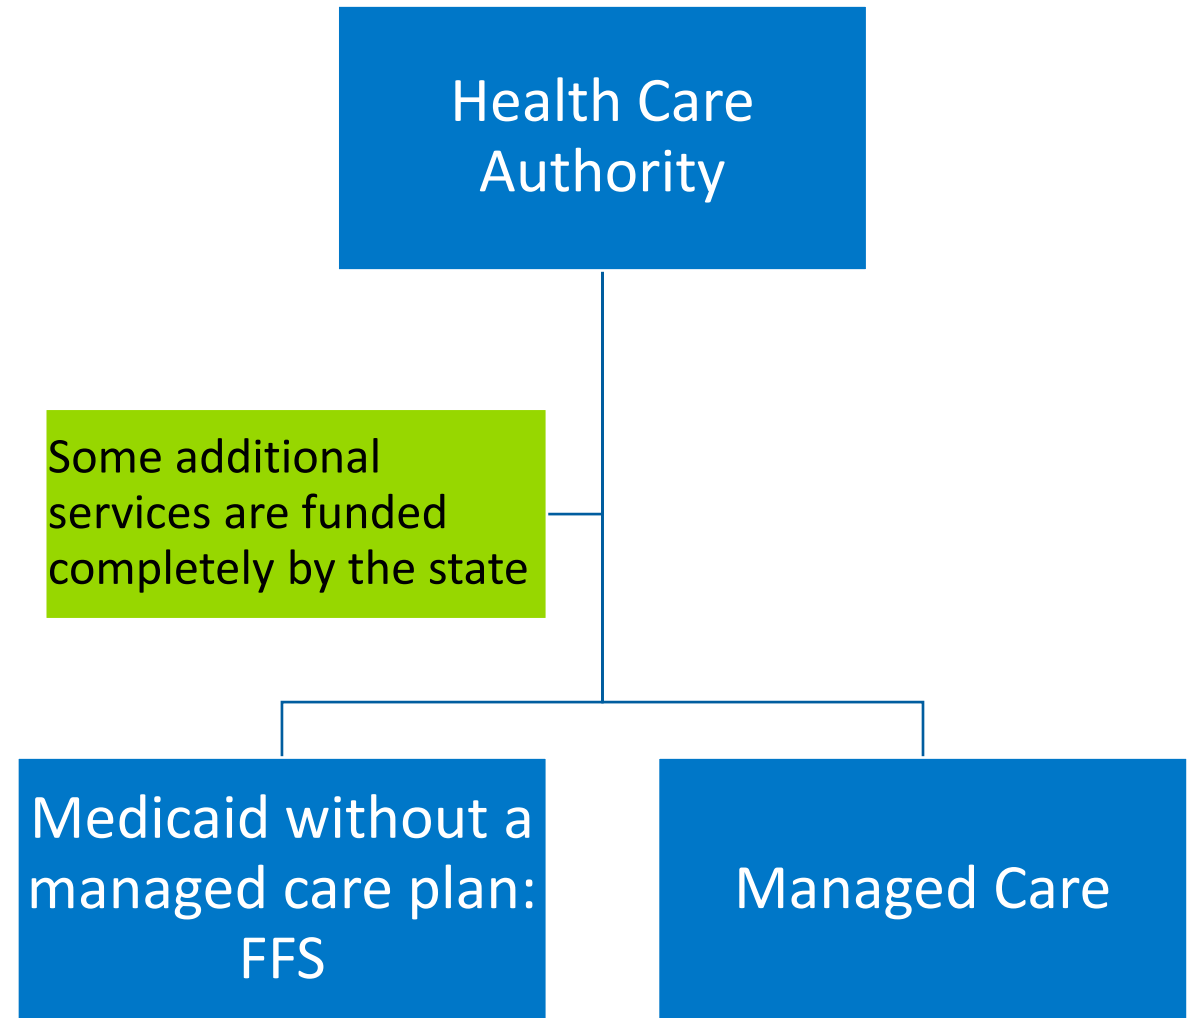 Health Care
Authority
Some additional
services are funded
completely by the state
Medicaid without a
managed care plan:
FFS
Managed Care